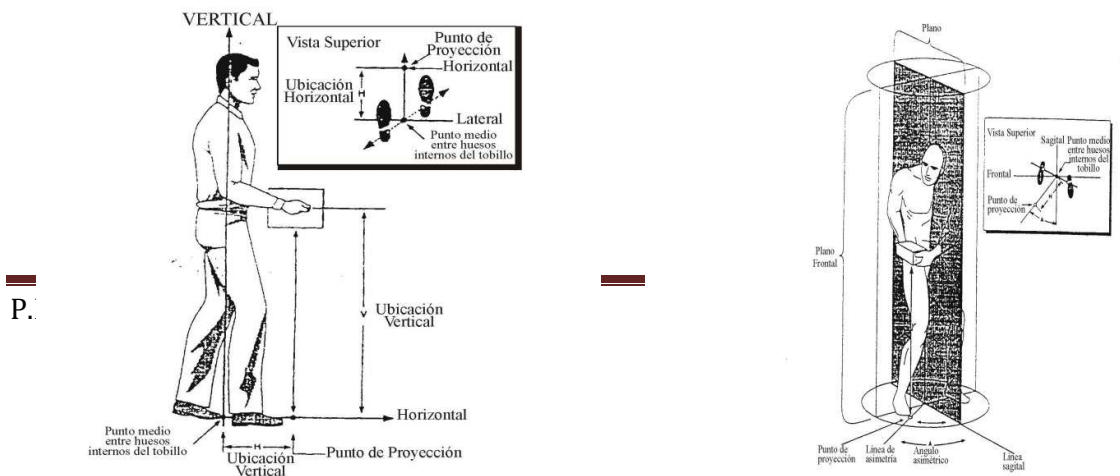 VERTICAL
Vista Superior
Punto de
Proyección
Horizontal
Ubicación
Horizontal
H
Lateral
Punto medio
entre huesos
internos del tobillo
Ubicación
Vertical
V
Horizontal
Punto medio
entre huesos
internos del tobillo
H
Ubicación
Vertical
Punto de Proyección
P.
Plano
Plano
Frontal
Vista Superior
Sagital
Punto medio
entre huesos
internos del
tobillo
Frontal
Punto de
proyección
H
Punto de
proyección
Línea de
asimetría
Angulo
asimétrico
Línea
sagital